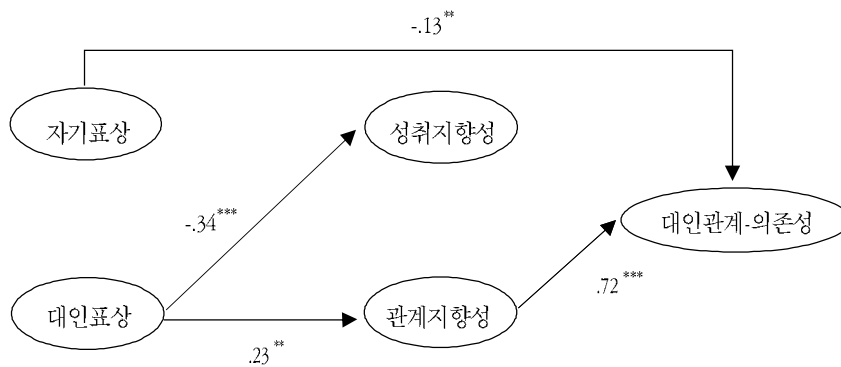 -.13**
자기표상
성취지향성
-.34***
대인관계-의존성
.72***
대인표상
관계지향성
.23**